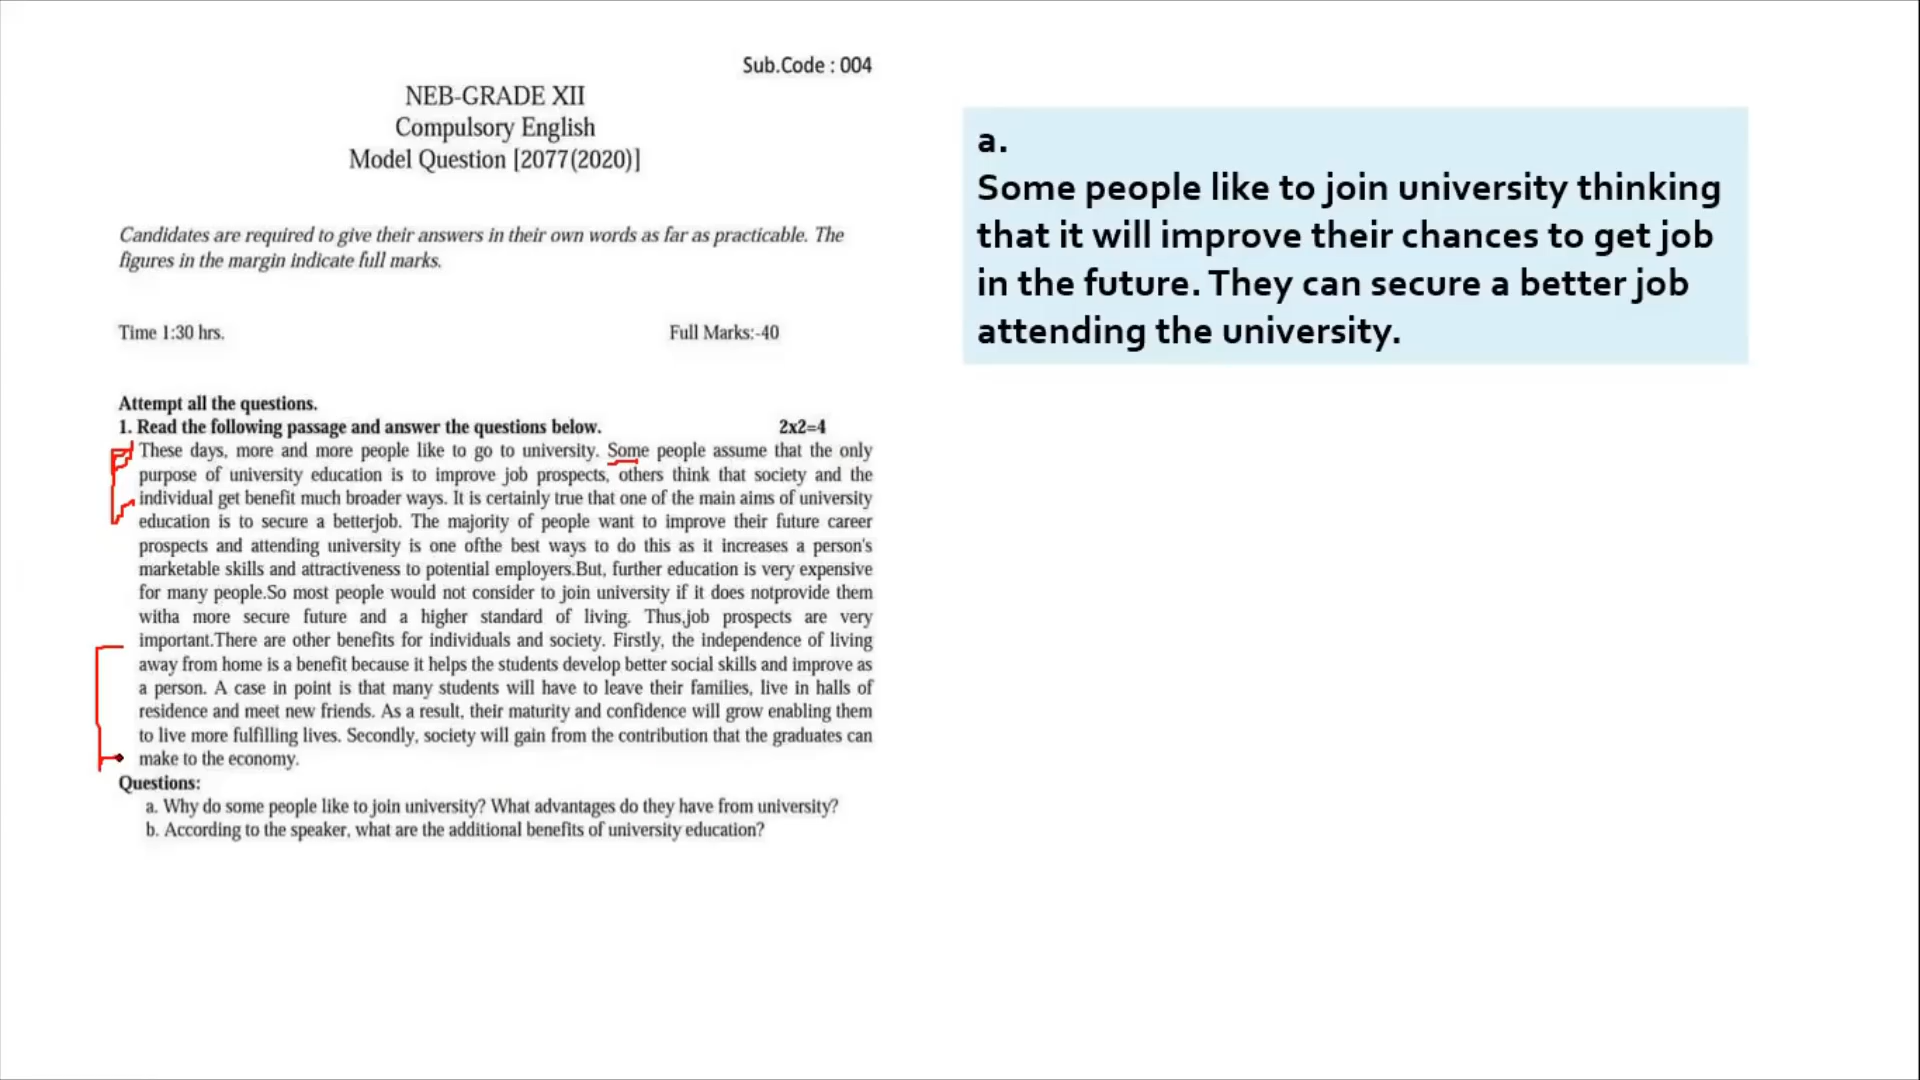 Sub.Code : 004
NEB-GRADE XII
Compulsory English
Model Question [2077(2020)]
Candidates are required to give their answers in their own words as far as practicable. The
figures in the margin indicate full marks.
Time 1:30 hrs.
Full Marks:-40
Attempt all the questions.
1. Read the following passage and answer the questions below.
2x2=4
These days, more and more people like to go to university. Some people assume that the only
purpose of university education is to improve job prospects, others think that society and the
individual get benefit much broader ways. It is certainly true that one of the main aims of university
education is to secure a betterjob. The majority of people want to improve their future career
prospects and attending university is one ofthe best ways to do this as it increases a person's
marketable skills and attractiveness to potential employers.But, further education is very expensive
for many people.So most people would not consider to join university if it does notprovide them
witha more secure future and a higher standard of living. Thus,job prospects are very
important.There are other benefits for individuals and society. Firstly, the independence of living
away from home is a benefit because it helps the students develop better social skills and improve as
a person. A case in point is that many students will have to leave their families, live in halls of
residence and meet new friends. As a result, their maturity and confidence will grow enabling them
to live more fulfilling lives. Secondly, society will gain from the contribution that the graduates can
make to the economy.
Questions:
a. Why do some people like to join university? What advantages do they have from university?
b. According to the speaker, what are the additional benefits of university education?
a.
Some people like to join university thinking
that it will improve their chances to get job
in the future. They can secure a better job
attending the university.